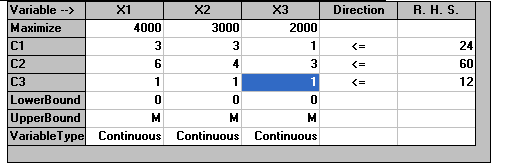 Variable --> X1 X2 X3 Direction R. H. S.
Maximize 4000 3000 2000
C1 3 3 1 <= 24
C2 6 4 3 <= 60
C3 1 1 1 <= 12
LowerBound 0 0 0
UpperBound M M M
VariableType Continuous Continuous Continuous